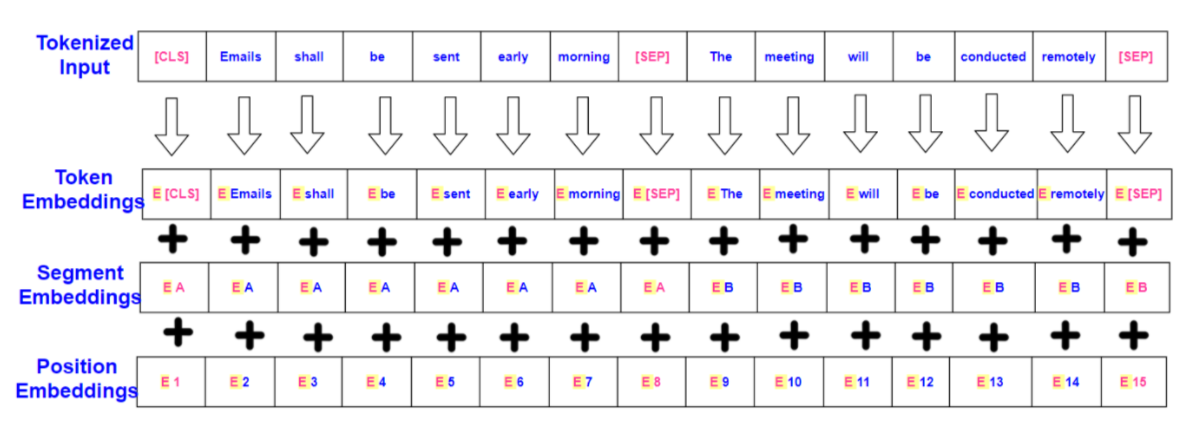 Tokenized Input [CLS] Emails shall be sent early morning [SEP] The meeting will be conducted remotely [SEP]
Token Embeddings E [CLS] E Emails E shall E be E sent E early E morning E [SEP] E The E meeting E will E be E conducted E remotely E [SEP]
Segment Embeddings E A E A E A E A E A E A E A E A E B E B E B E B E B E B E B
Position Embeddings E 1 E 2 E 3 E 4 E 5 E 6 E 7 E 8 E 9 E 10 E 11 E 12 E 13 E 14 E 15